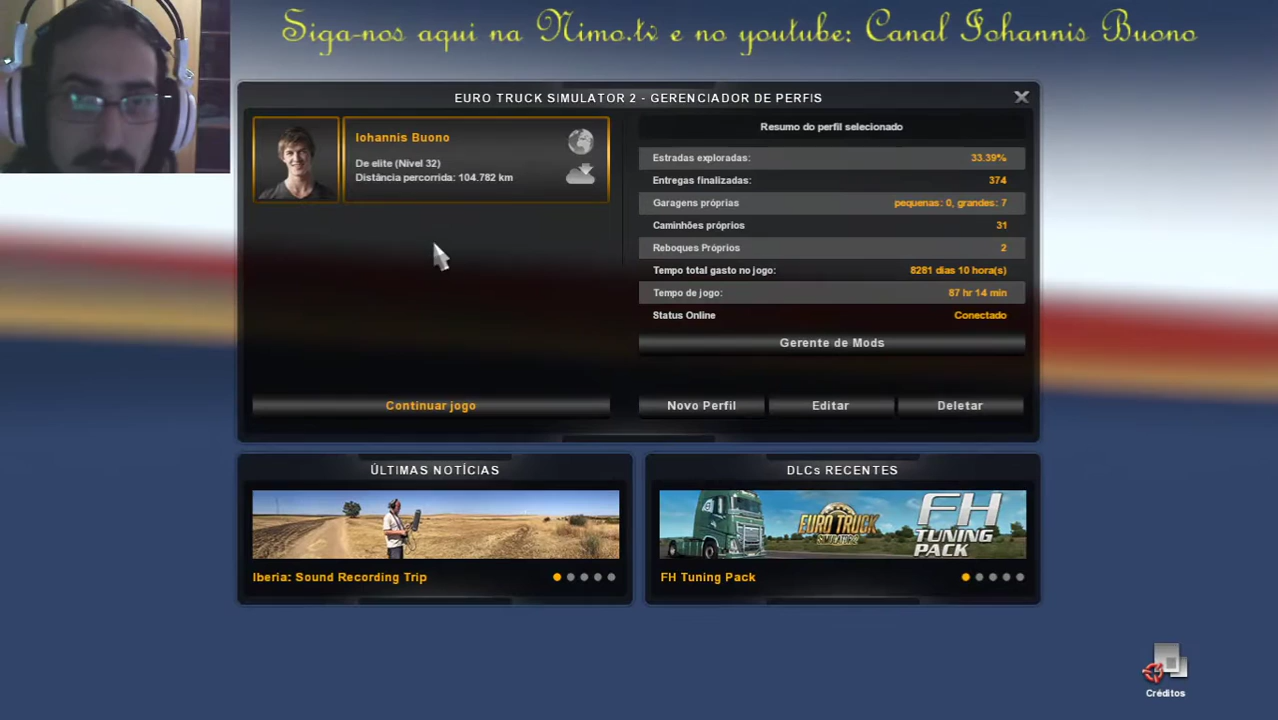 Siga-nos aqui na Nimo.tv e no youtube: Canal Iohannis Buono
EURO TRUCK SIMULATOR 2 - GERENCIADOR DE PERFIS
Iohannis Buono
De elite (Nível 32)
Distância percorrida: 104.782 km
Resumo do perfil selecionado
Estradas exploradas: 33.39%
Entregas finalizadas: 374
Garagens próprias pequenas: 0, grandes: 7
Caminhões próprios 31
Reboques Próprios 2
Tempo total gasto no jogo: 8281 dias 10 hora(s)
Tempo de jogo: 87 hr 14 min
Status Online Conectado
Gerente de Mods
Continuar jogo
Novo Perfil
Editar
Deletar
ÚLTIMAS NOTÍCIAS
Iberia: Sound Recording Trip
DLCs RECENTES
EURO TRUCK
SIMULATOR 2
FH
TUNING
PACK
FH Tuning Pack
Créditos